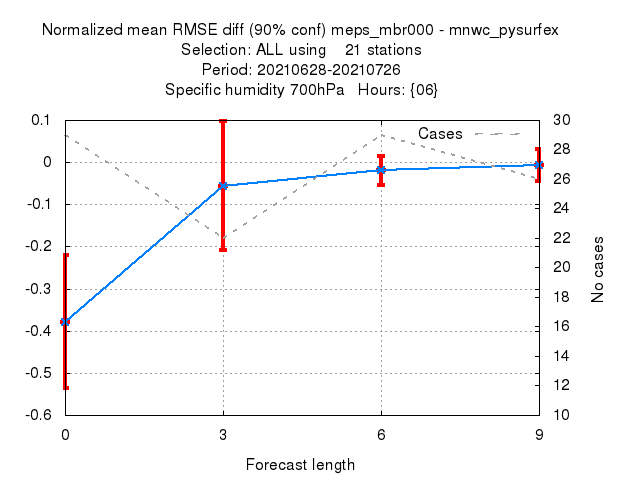 Normalized mean RMSE diff (90% conf) meps_mbr000 - mnwc_pysurfex
Selection: ALL using    21 stations
Period: 20210628-20210726
Specific humidity 700hPa   Hours: {06}
Cases
0.1
0
-0.1
-0.2
-0.3
-0.4
-0.5
-0.6
30
28
26
24
22
20
18
16
14
12
10
No cases
0 3 6 9
Forecast length